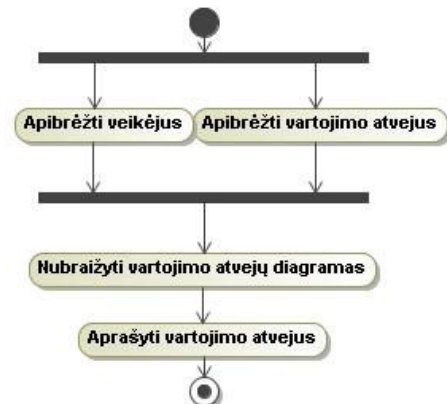 Apibrėžti veikėjus
Apibrėžti vartojimo atvejus
Nubraižyti vartojimo atvejų diagramas
Aprašyti vartojimo atvejus